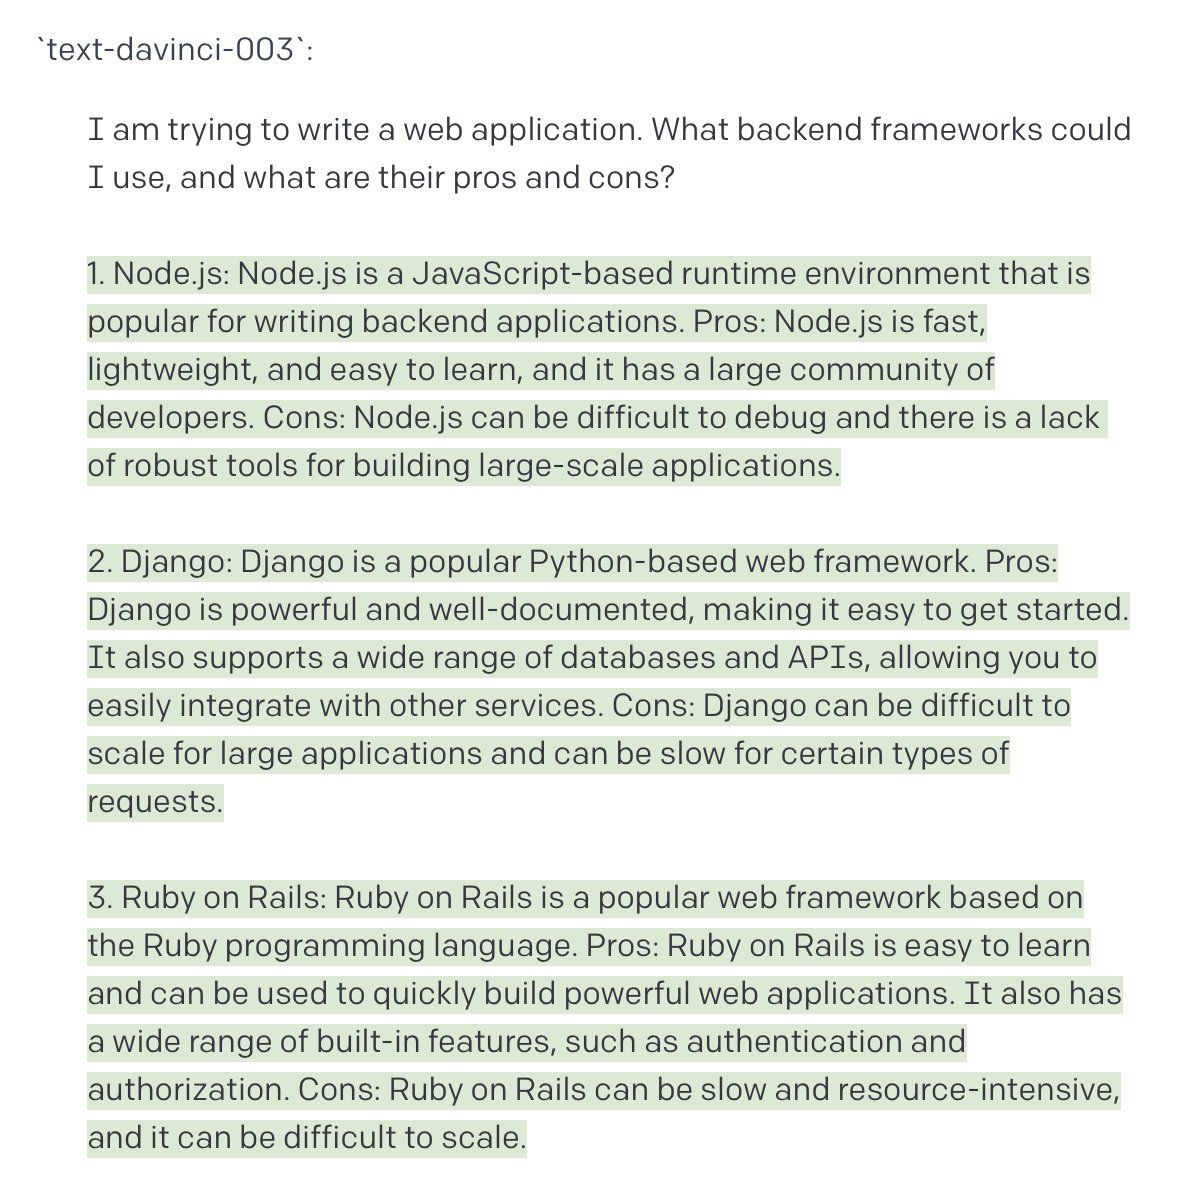 `text-davinci-003`:
I am trying to write a web application. What backend frameworks could
I use, and what are their pros and cons?
1. Node.js: Node.js is a JavaScript-based runtime environment that is
popular for writing backend applications. Pros: Node.js is fast,
lightweight, and easy to learn, and it has a large community of
developers. Cons: Node.js can be difficult to debug and there is a lack
of robust tools for building large-scale applications.
2. Django: Django is a popular Python-based web framework. Pros:
Django is powerful and well-documented, making it easy to get started.
It also supports a wide range of databases and APIs, allowing you to
easily integrate with other services. Cons: Django can be difficult to
scale for large applications and can be slow for certain types of
requests.
3. Ruby on Rails: Ruby on Rails is a popular web framework based on
the Ruby programming language. Pros: Ruby on Rails is easy to learn
and can be used to quickly build powerful web applications. It also has
a wide range of built-in features, such as authentication and
authorization. Cons: Ruby on Rails can be slow and resource-intensive,
and it can be difficult to scale.